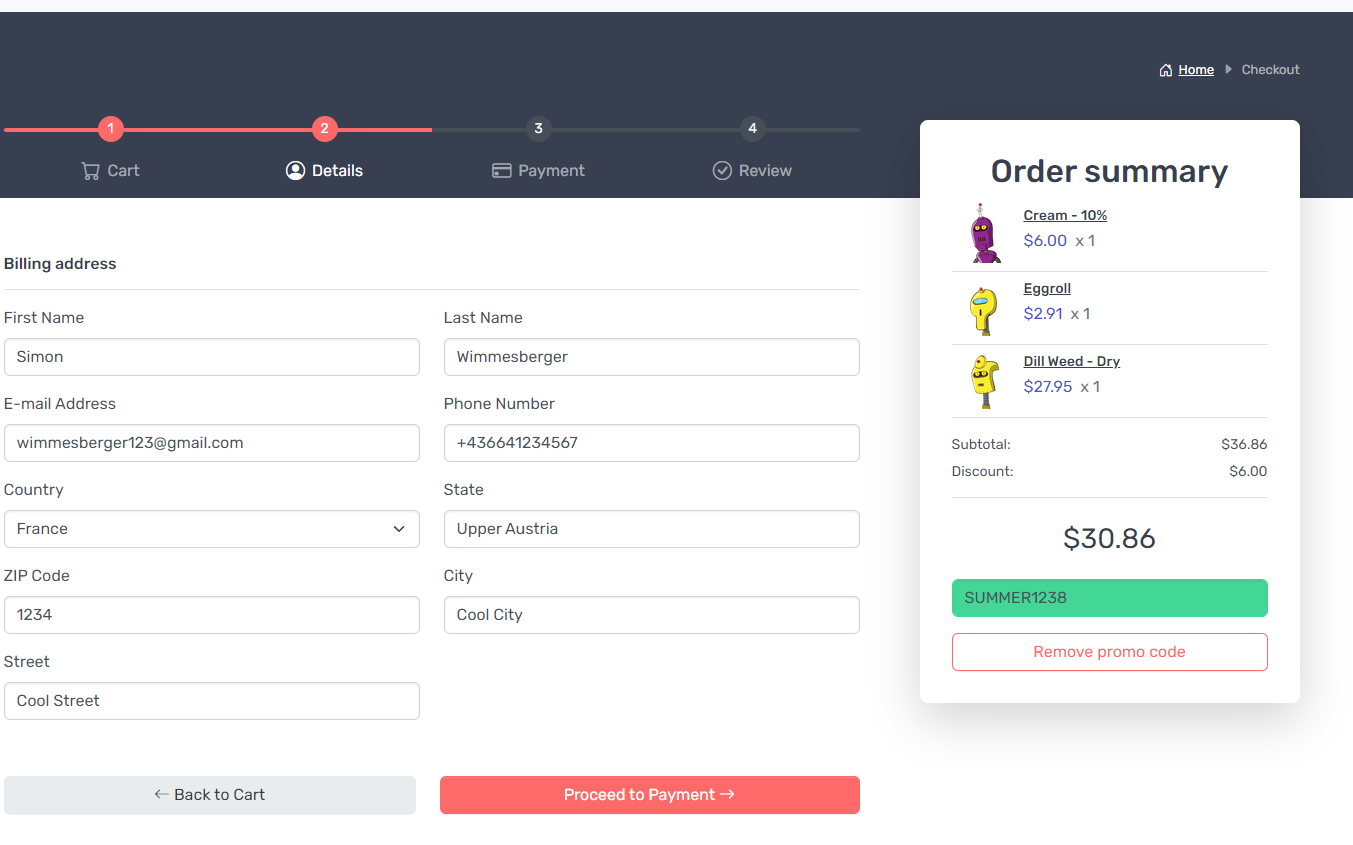 Home Checkout
1 2 3 4
Cart Details Payment Review
Billing address
First Name
Simon
Last Name
Wimmesberger
E-mail Address
wimmesberger123@gmail.com
Phone Number
+436641234567
Country
France
State
Upper Austria
ZIP Code
1234
City
Cool City
Street
Cool Street
Back to Cart
Proceed to Payment
Order summary
Cream - 10%
$6.00 x 1
Eggroll
$2.91 x 1
Dill Weed - Dry
$27.95 x 1
Subtotal: $36.86
Discount: $6.00
$30.86
SUMMER1238
Remove promo code